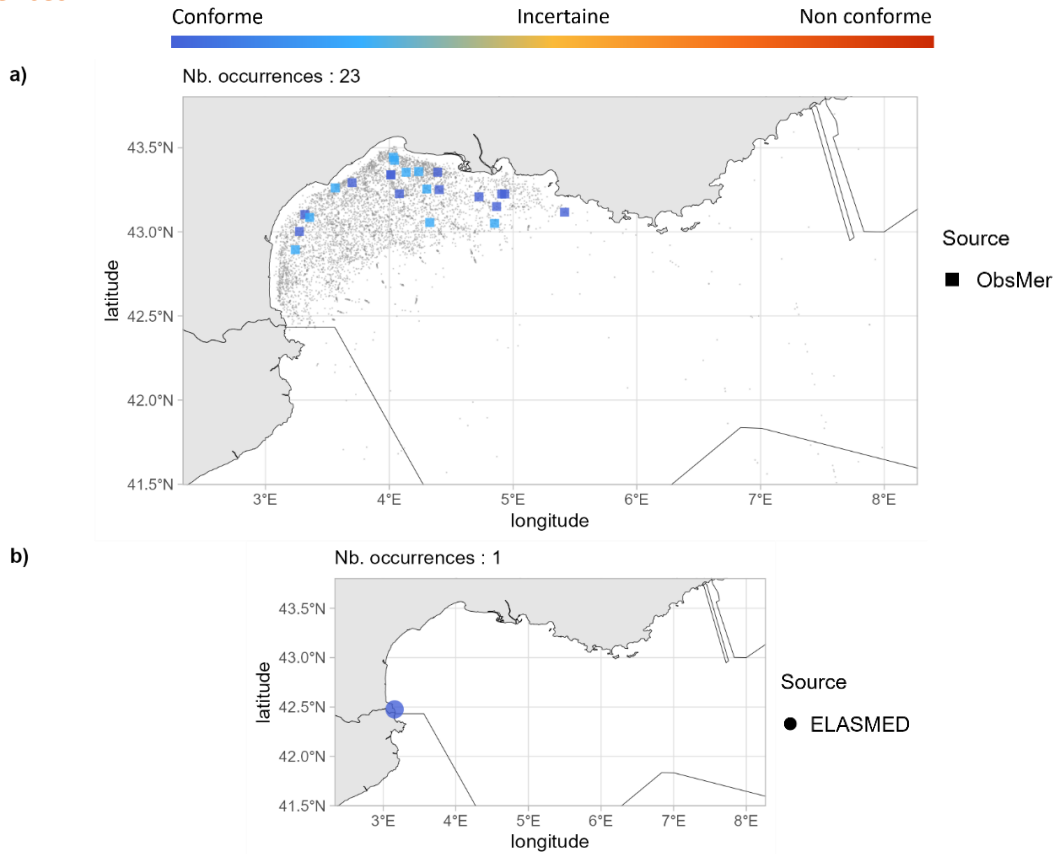 Conforme Incertaine Non conforme
a)
Nb. occurrences : 23
43.5°N
43.0°N
42.5°N
42.0°N
41.5°N
latitude
3°E 4°E 5°E 6°E 7°E 8°E
longitude
Source
ObsMer
b)
Nb. occurrences : 1
43.5°N
43.0°N
42.5°N
42.0°N
41.5°N
latitude
3°E 4°E 5°E 6°E 7°E 8°E
longitude
Source
ELASMED